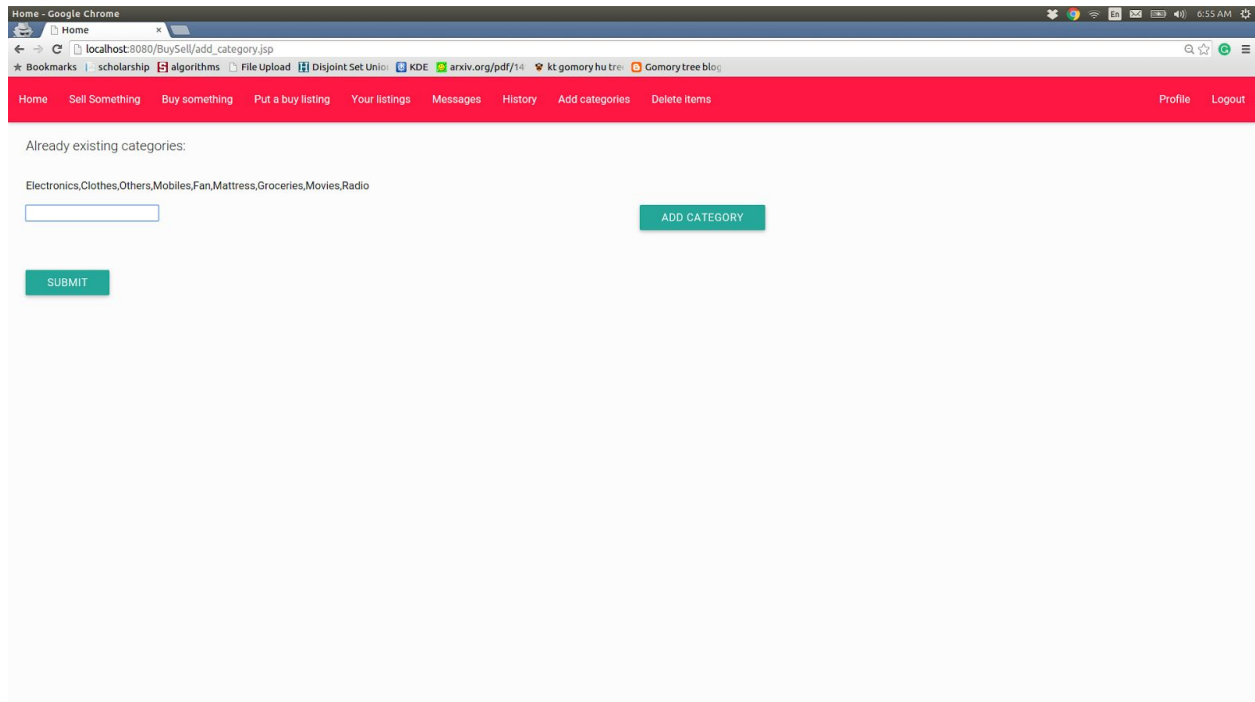 Home - Google Chrome
En 6:55 AM
Home ×
localhost:8080/BuySell/add_category.jsp
Bookmarks scholarship algorithms File Upload Disjoint Set Unio KDE arxiv.org/pdf/14 kt gomory hu tre Gomory tree blog
Home Sell Something Buy something Put a buy listing Your listings Messages History Add categories Delete items Profile Logout
Already existing categories:
Electronics,Clothes,Others,Mobiles,Fan,Mattress,Groceries,Movies,Radio
ADD CATEGORY
SUBMIT